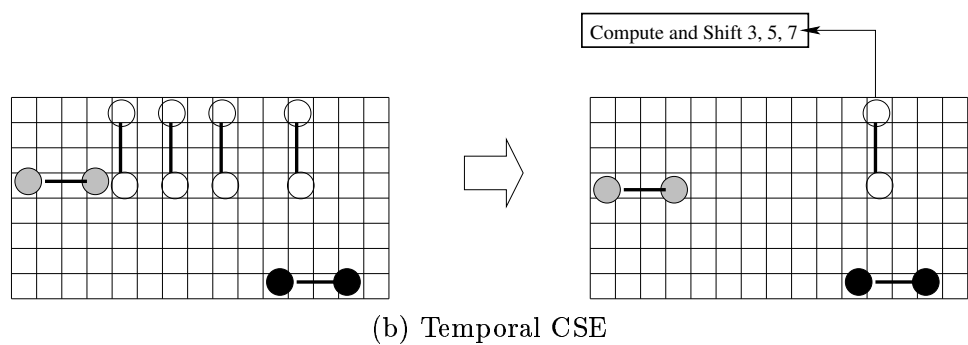 Compute and Shift 3, 5, 7
(b) Temporal CSE